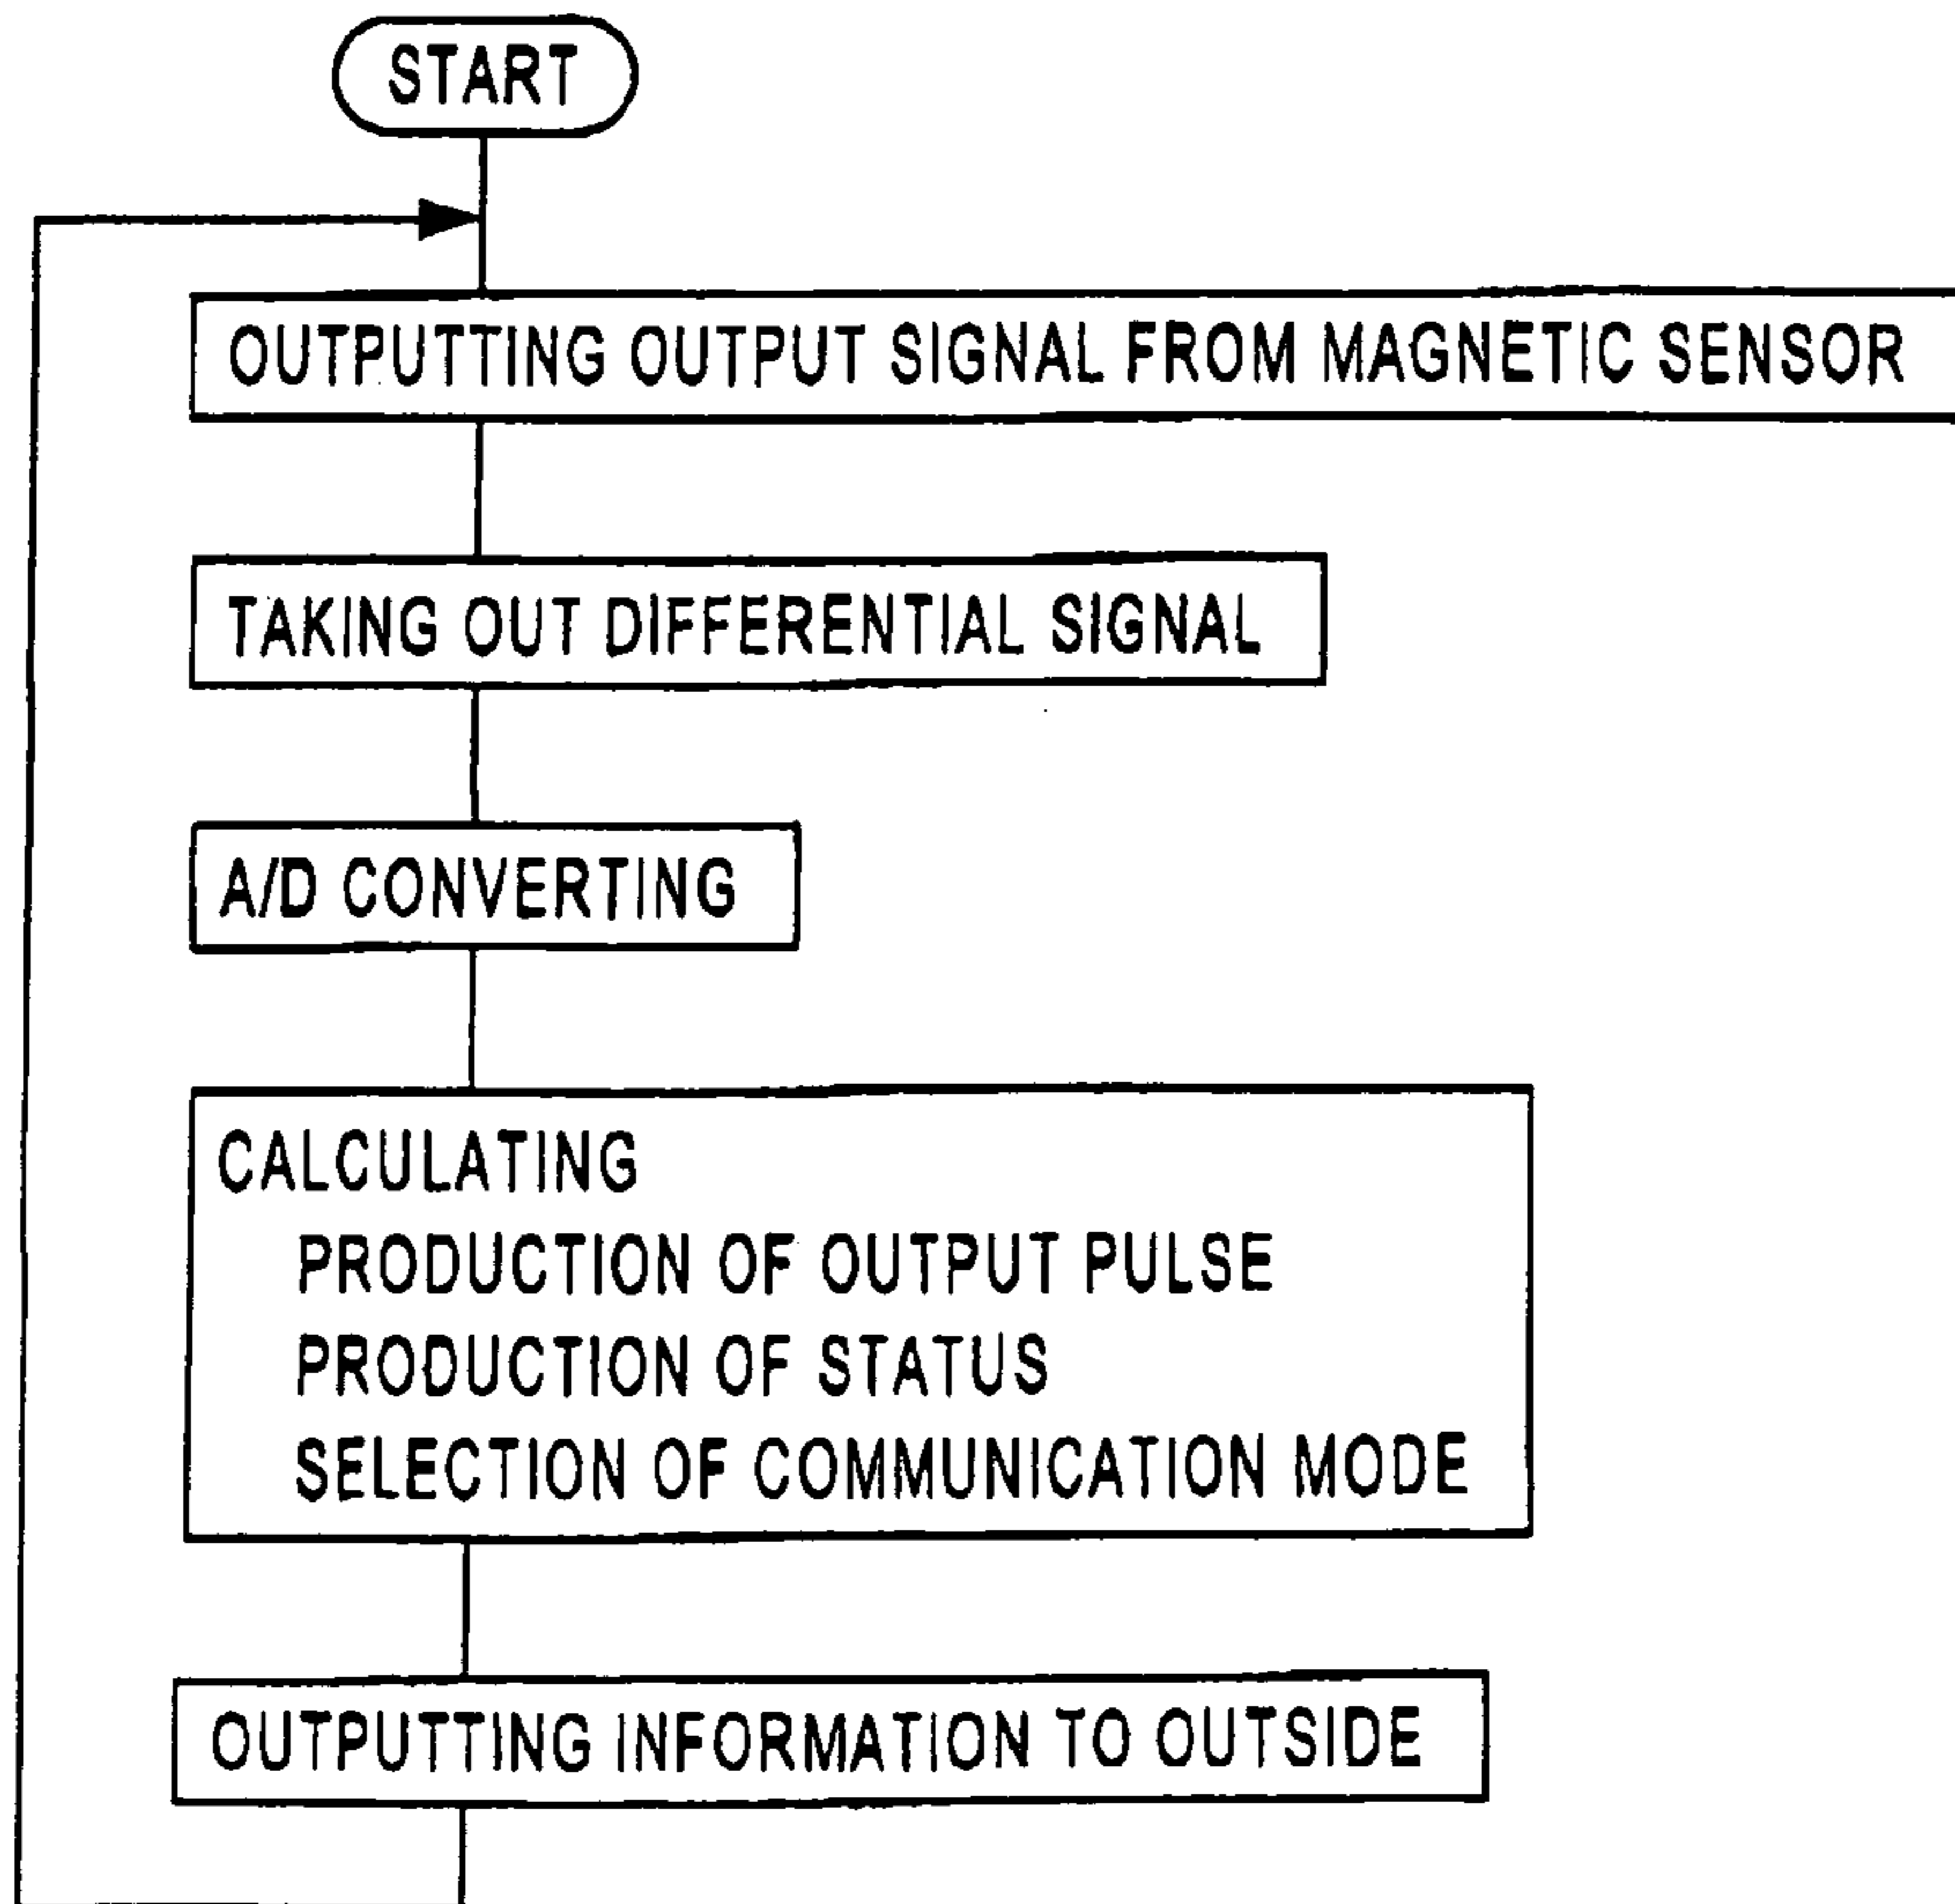 START
OUTPUTTING OUTPUT SIGNAL FROM MAGNETIC SENSOR
TAKING OUT DIFFERENTIAL SIGNAL
A/D CONVERTING
CALCULATING
PRODUCTION OF OUTPUT PULSE
PRODUCTION OF STATUS
SELECTION OF COMMUNICATION MODE
OUTPUTTING INFORMATION TO OUTSIDE